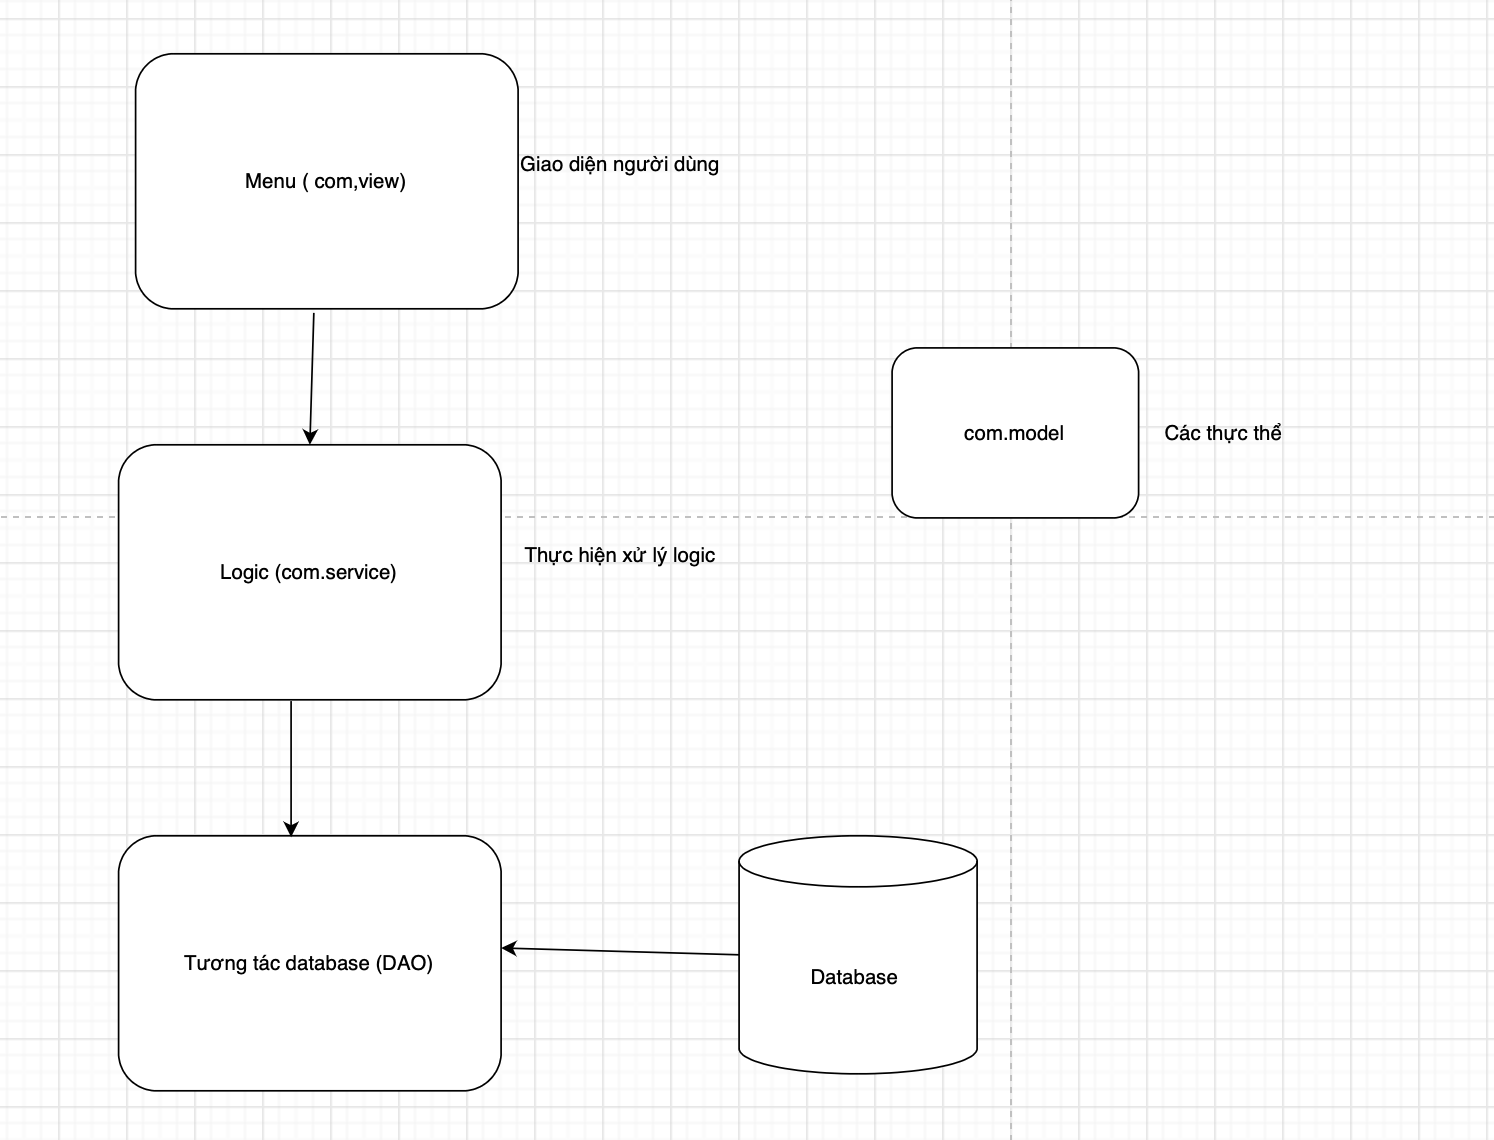 Menu ( com,view)
Giao diện người dùng
com.model
Các thực thể
Logic (com.service)
Thực hiện xử lý logic
Tương tác database (DAO)
Database